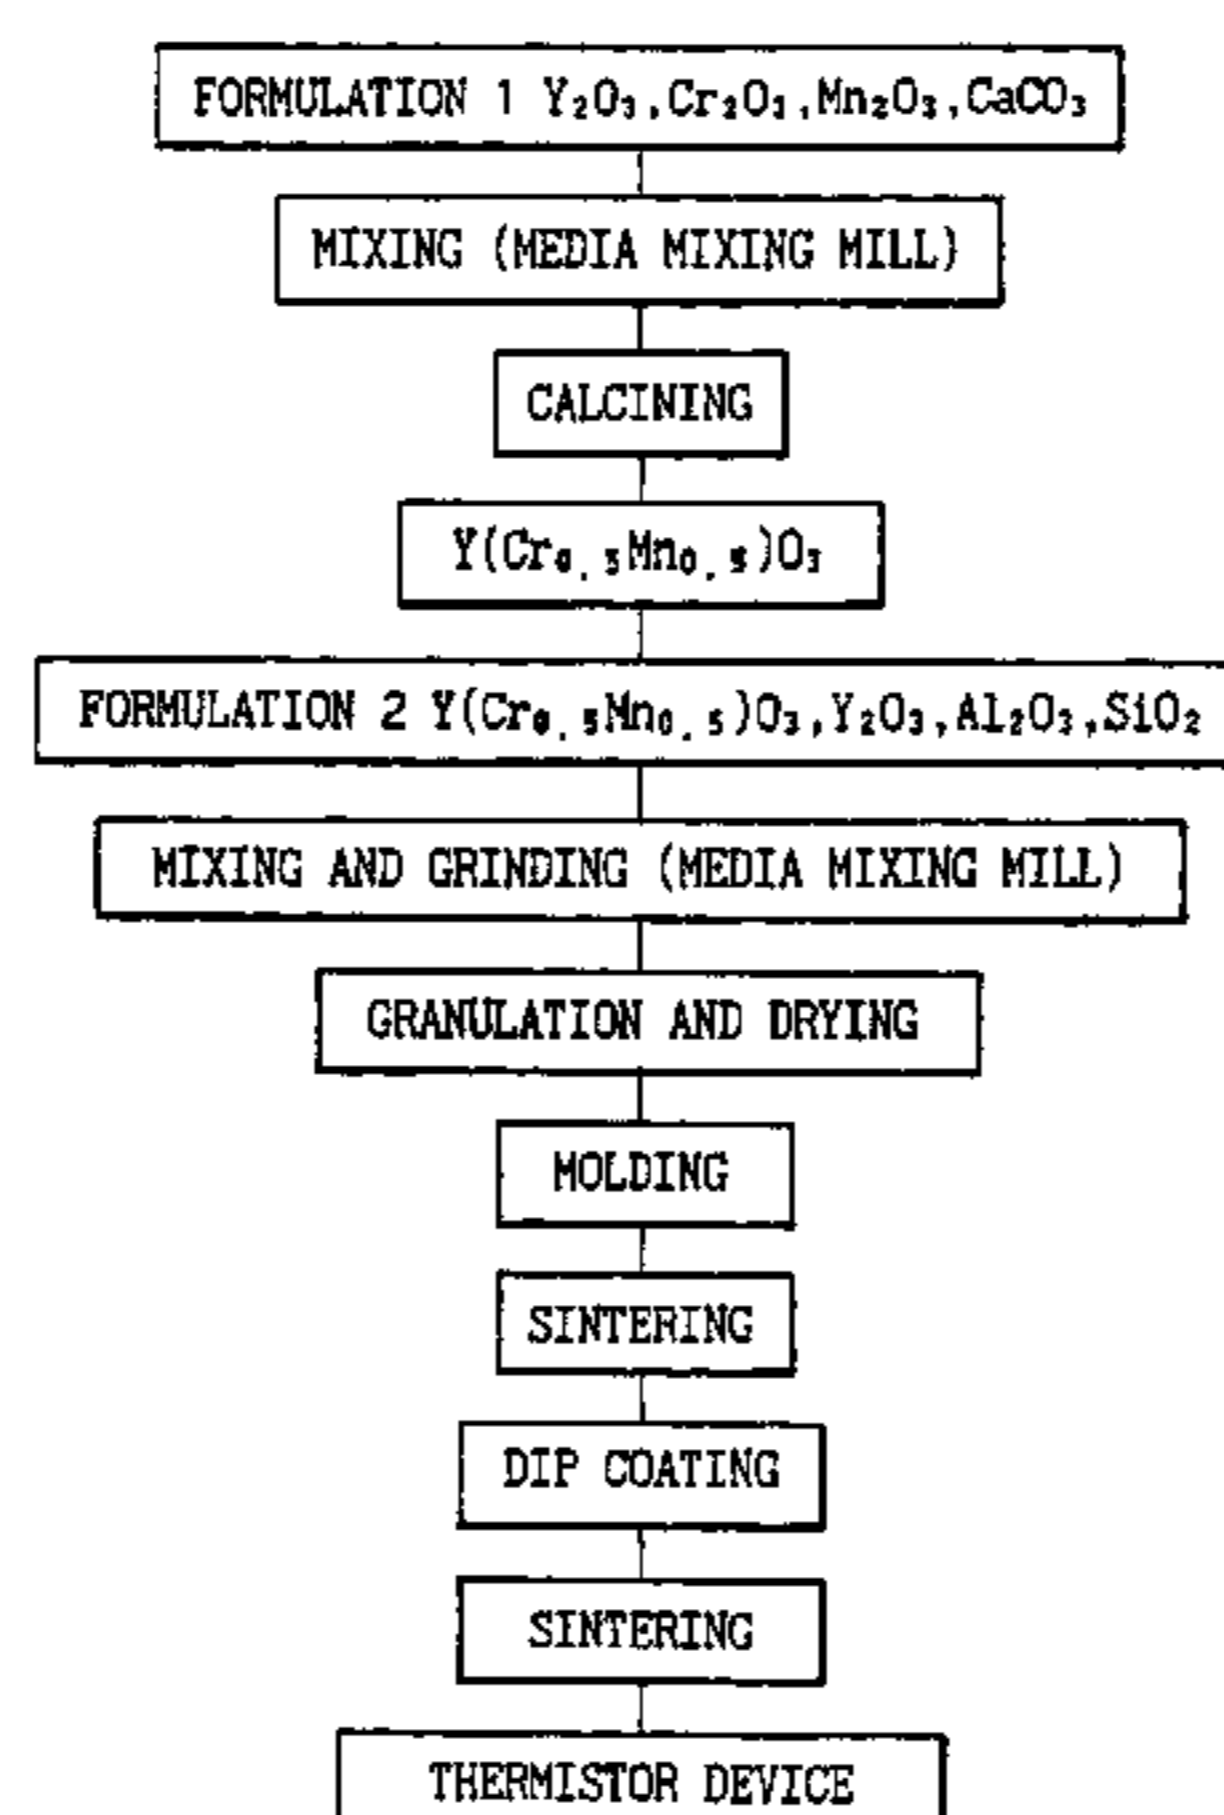 FORMULATION 1 Y₂O₃,Cr₂O₃,Mn₂O₃,CaCO₃
MIXING (MEDIA MIXING MILL)
CALCINING
Y(Cr₀.₅Mn₀.₅)O₃
FORMULATION 2 Y(Cr₀.₅Mn₀.₅)O₃,Y₂O₃,Al₂O₃,SiO₂
MIXING AND GRINDING (MEDIA MIXING MILL)
GRANULATION AND DRYING
MOLDING
SINTERING
DIP COATING
SINTERING
THERMISTOR DEVICE